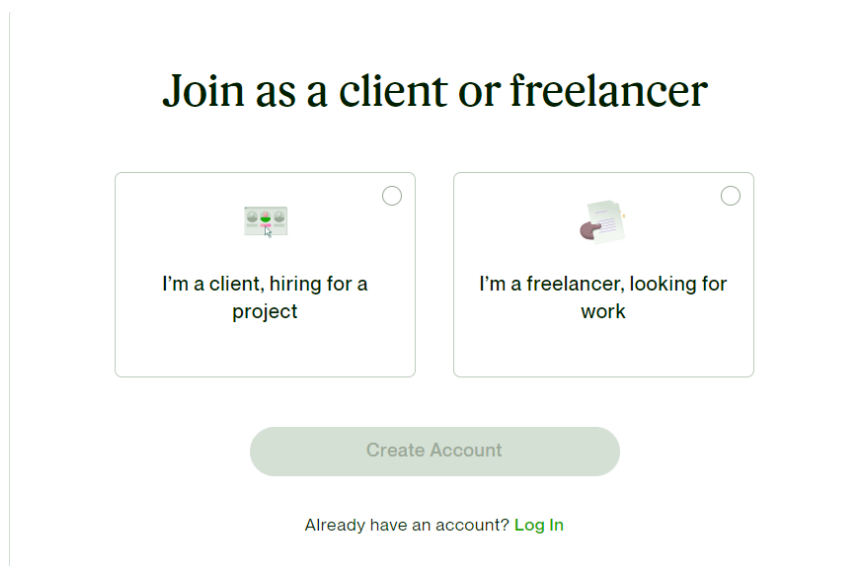 Join as a client or freelancer
I’m a client, hiring for a
project
I’m a freelancer, looking for
work
Create Account
Already have an account? Log In